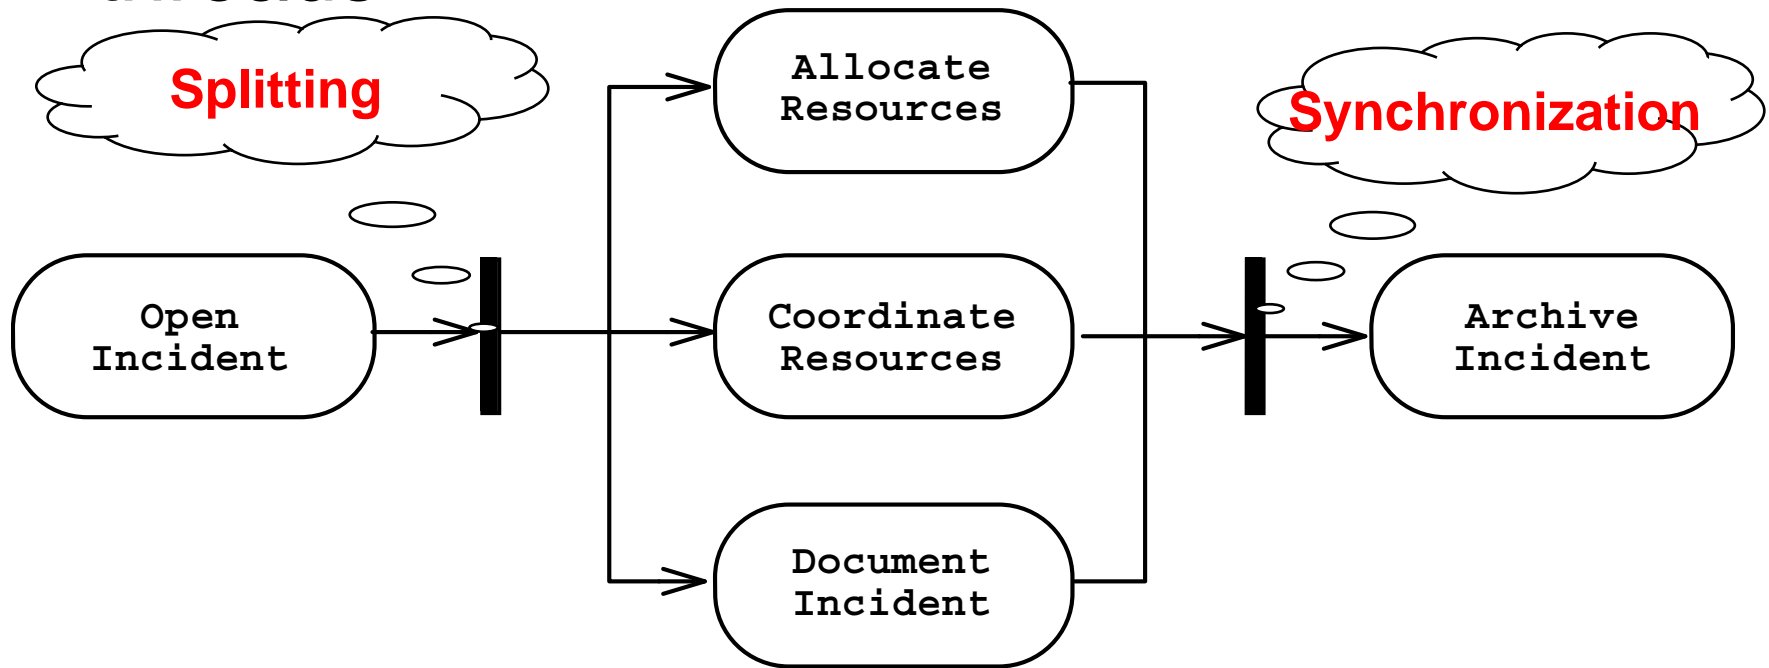 Splitting
Allocate
Resources
Synchronization
Open
Incident
Coordinate
Resources
Archive
Incident
Document
Incident